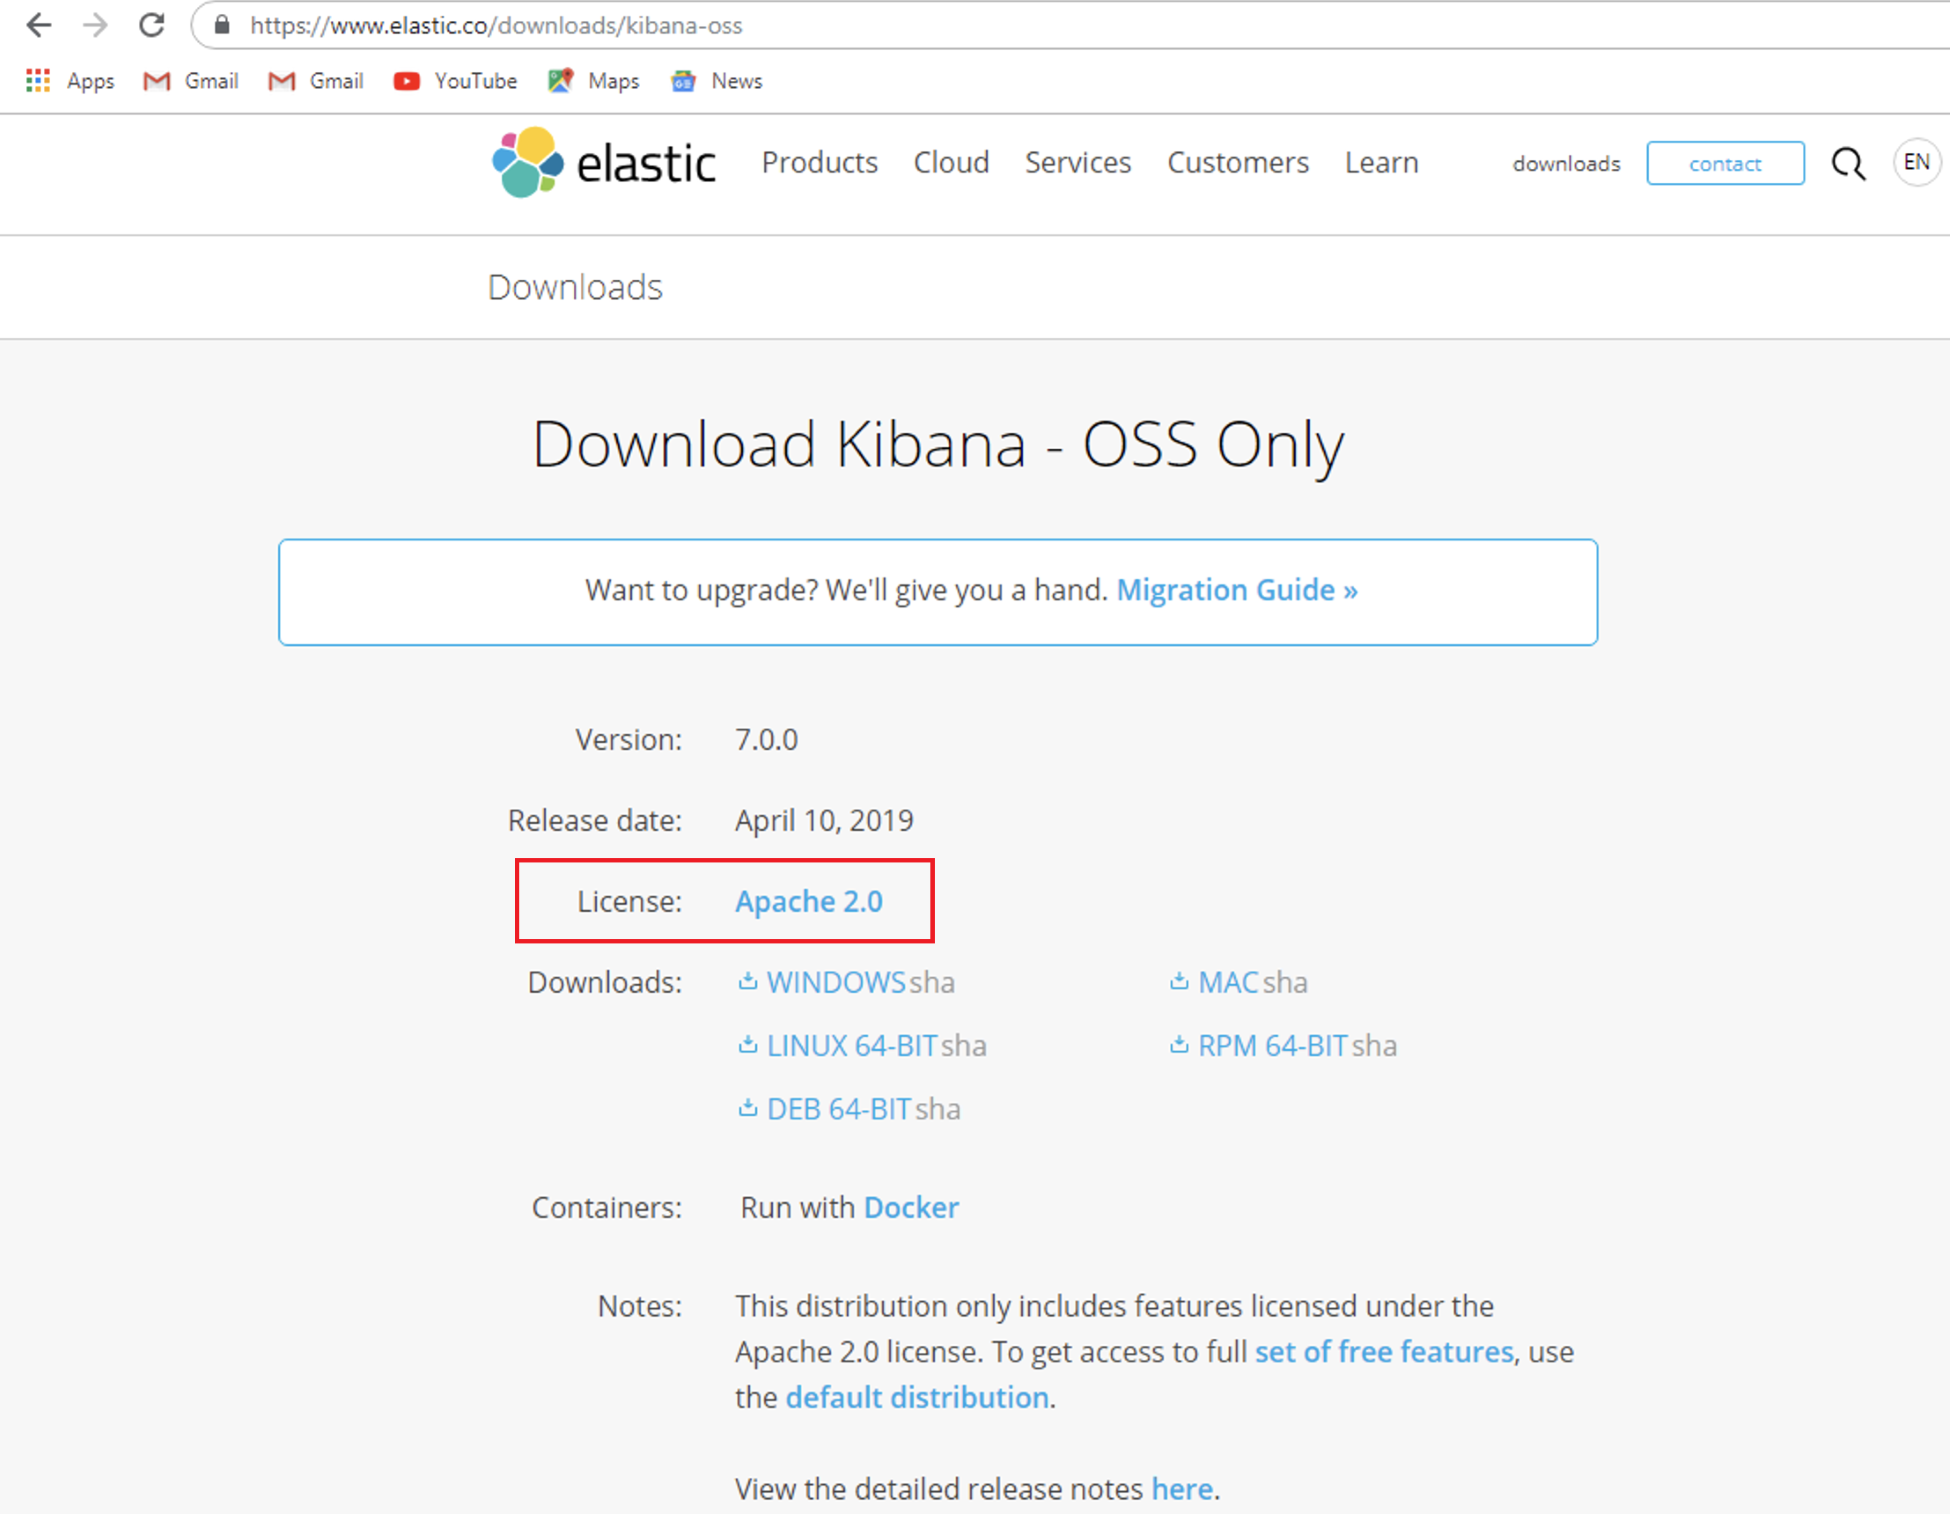 https://www.elastic.co/downloads/kibana-oss
Apps Gmail Gmail YouTube Maps News
elastic Products Cloud Services Customers Learn downloads contact EN
Downloads
Download Kibana - OSS Only
Want to upgrade? We'll give you a hand. Migration Guide »
Version: 7.0.0
Release date: April 10, 2019
License: Apache 2.0
Downloads: WINDOWS sha MAC sha
LINUX 64-BIT sha RPM 64-BIT sha
DEB 64-BIT sha
Containers: Run with Docker
Notes: This distribution only includes features licensed under the
Apache 2.0 license. To get access to full set of free features, use
the default distribution.
View the detailed release notes here.